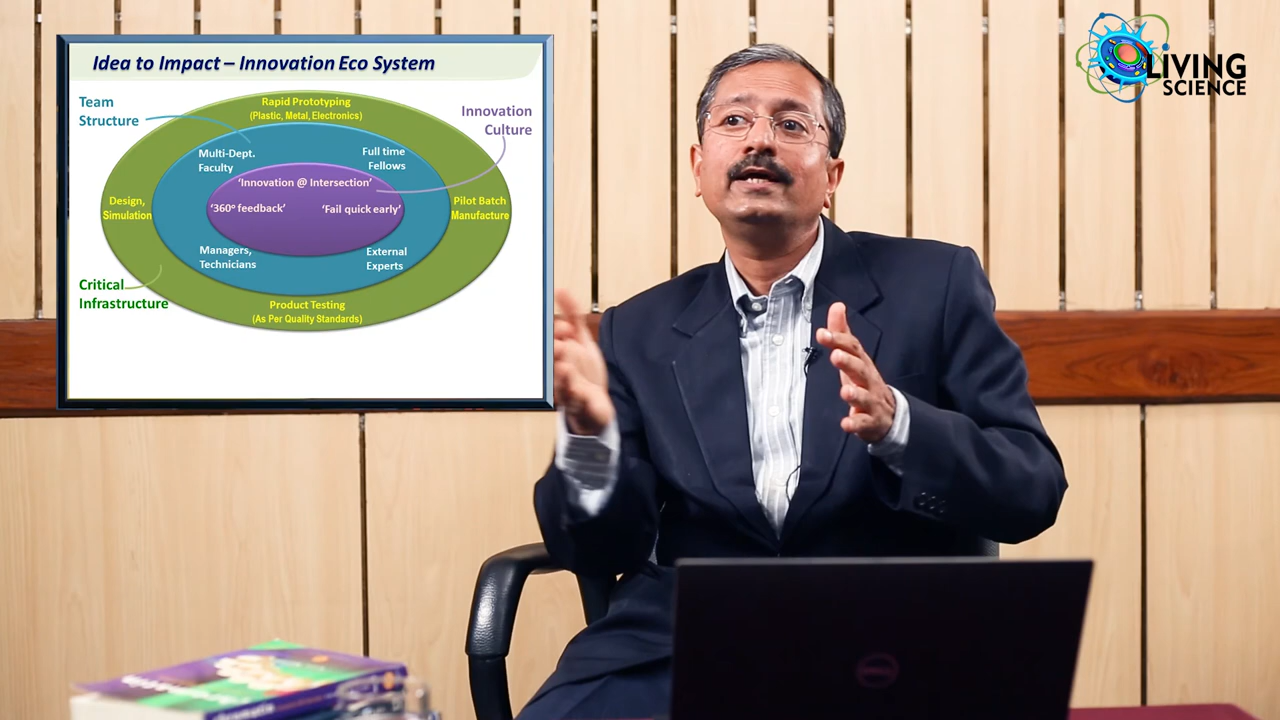 Idea to Impact – Innovation Eco System
Team
Structure
Rapid Prototyping
(Plastic, Metal, Electronics)
Innovation
Culture
Multi-Dept.
Faculty
Full time
Fellows
‘Innovation @ Intersection’
‘360° feedback’
‘Fail quick early’
Design,
Simulation
Pilot Batch
Manufacture
Managers,
Technicians
External
Experts
Critical
Infrastructure
Product Testing
(As Per Quality Standards)
LIVING
SCIENCE
DELL